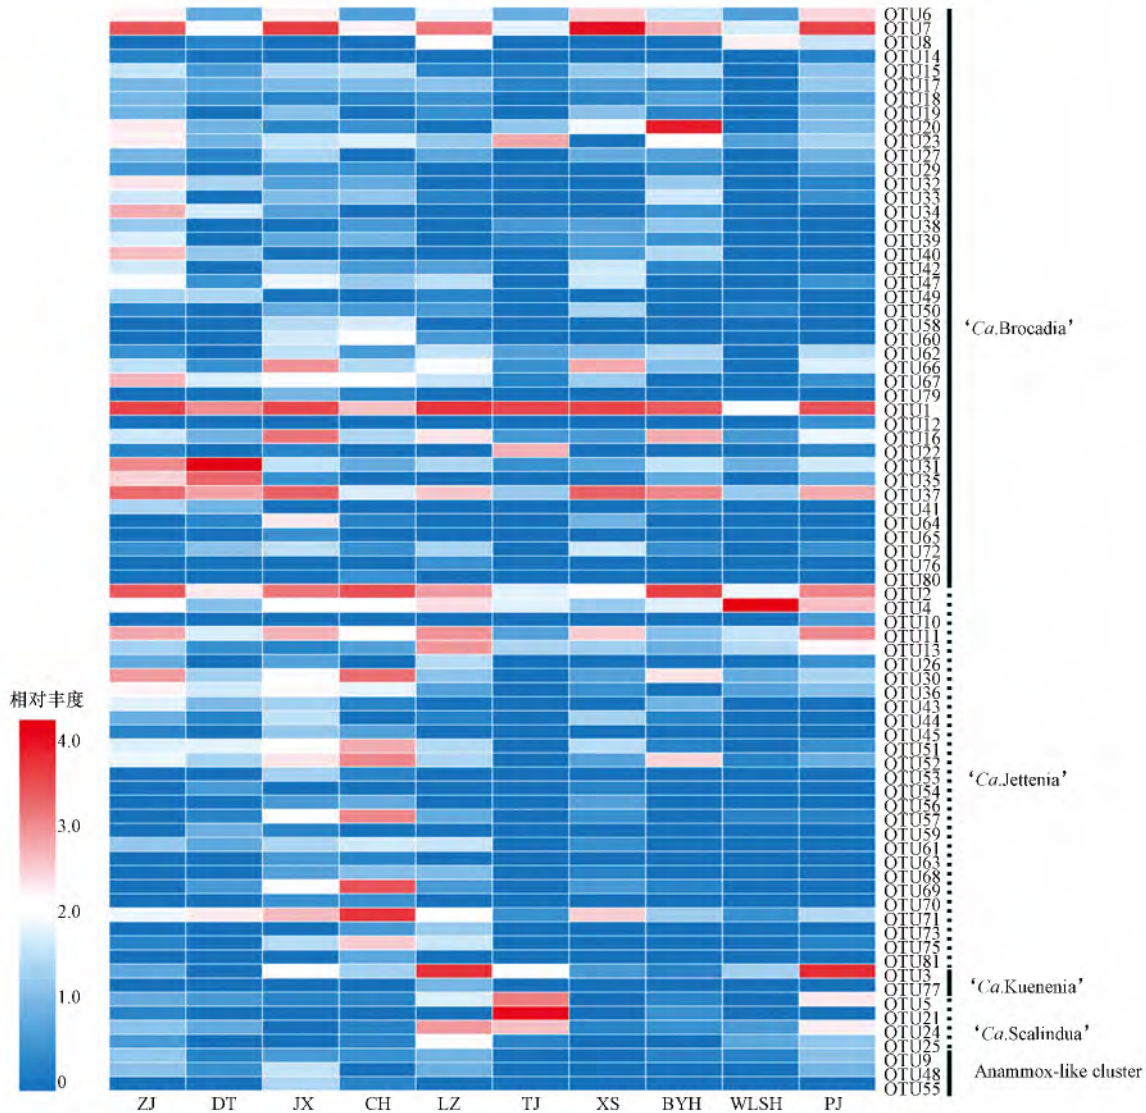 OTU6
OTU7
OTU8
OTU14
OTU15
OTU17
OTU18
OTU19
OTU20
OTU23
OTU27
OTU29
OTU32
OTU33
OTU34
OTU38
OTU39
OTU40
OTU42
OTU47
OTU49
OTU50
OTU58
OTU60
OTU62
OTU66
OTU67
OTU79
OTU1
OTU12
OTU16
OTU22
OTU31
OTU35
OTU37
OTU41
OTU64
OTU65
OTU72
OTU76
OTU80
OTU2
OTU4
OTU10
OTU11
OTU13
OTU26
OTU30
OTU36
OTU43
OTU44
OTU45
OTU51
OTU52
OTU53
OTU54
OTU56
OTU57
OTU59
OTU61
OTU63
OTU68
OTU69
OTU70
OTU71
OTU73
OTU75
OTU81
OTU3
OTU77
OTU5
OTU21
OTU24
OTU25
OTU9
OTU48
OTU55
‘Ca.Brocadia’
‘Ca.Jettenia’
‘Ca.Kuenenia’
‘Ca.Scalindua’
Anammox-like cluster
相对丰度
4.0
3.0
2.0
1.0
0
ZJ DT JX CH LZ TJ XS BYH WLSH PJ